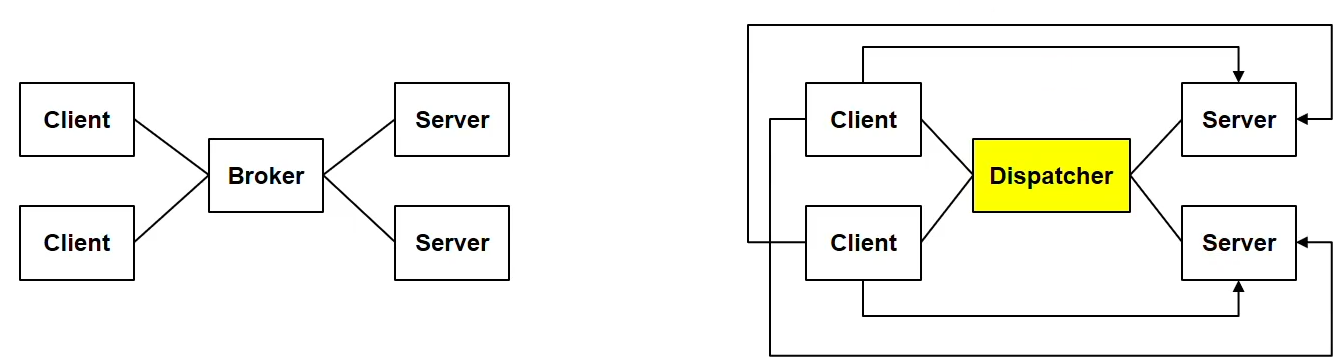 Client
Server
Broker
Client
Server
Client
Server
Dispatcher
Client
Server